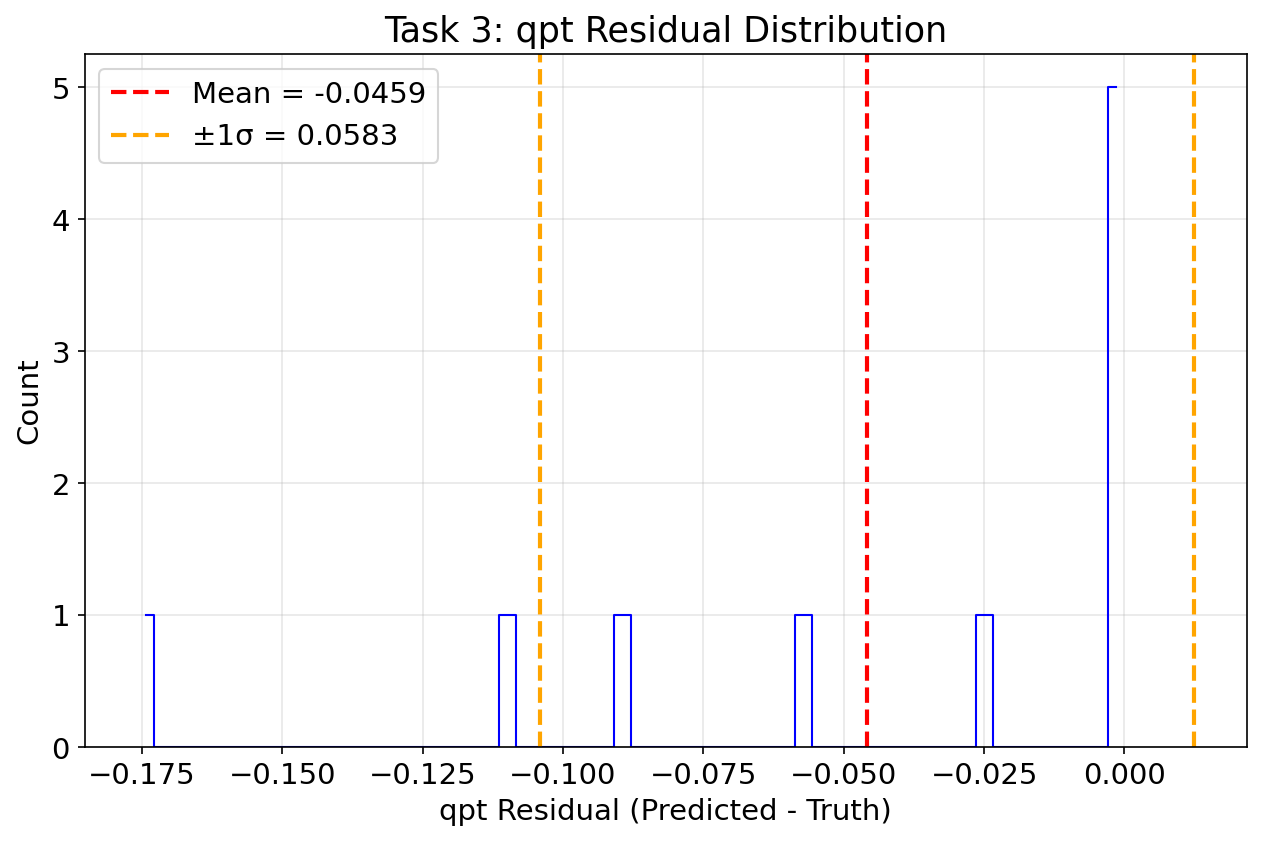 Task 3: qpt Residual Distribution
Mean = -0.0459
±1σ = 0.0583
5
4
3
2
1
0
Count
−0.175 −0.150 −0.125 −0.100 −0.075 −0.050 −0.025 0.000
qpt Residual (Predicted - Truth)